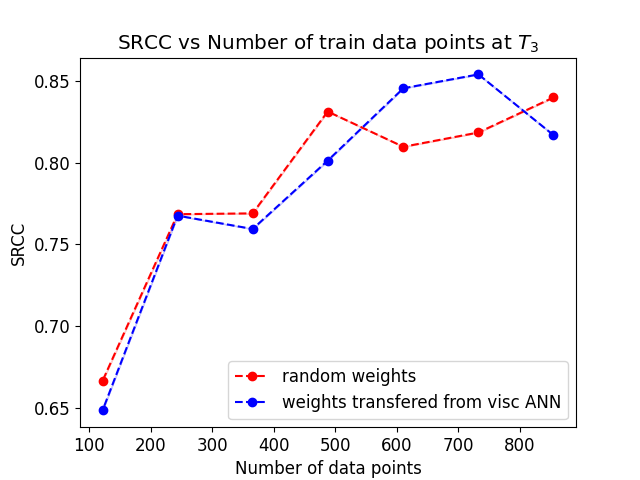 SRCC vs Number of train data points at T₃
0.85
0.80
0.75
0.70
0.65
SRCC
random weights
weights transfered from visc ANN
100 200 300 400 500 600 700 800
Number of data points